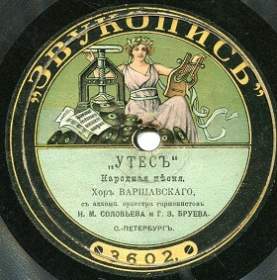 „ЗВУКОПИСЬ“
„УТЕСЪ“
Народная пѣсня.
Хоръ ВАРШАВСКАГО,
съ аккомп. оркестра гармонистовъ
Н. М. СОЛОВЬЕВА и Г. З. БРУЕВА.
С.-ПЕТЕРБУРГЪ.
3602.